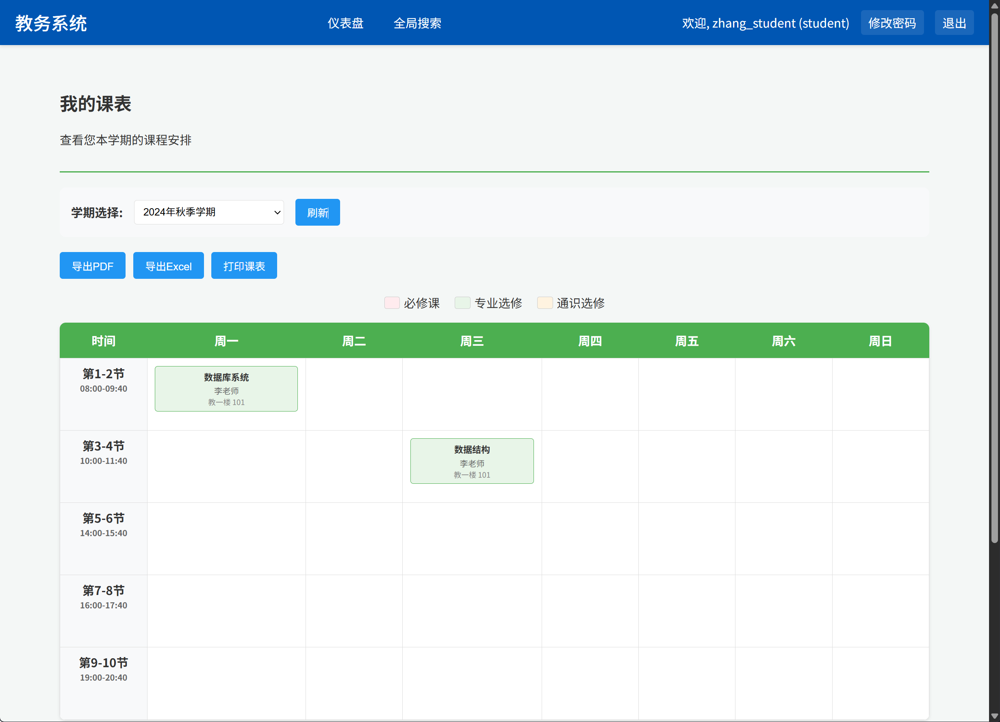 教务系统 仪表盘 全局搜索 欢迎, zhang_student (student) 修改密码 退出
我的课表
查看您本学期的课程安排
学期选择: 2024年秋季学期 刷新
导出PDF 导出Excel 打印课表
必修课 专业选修 通识选修
时间 周一 周二 周三 周四 周五 周六 周日
第1-2节
08:00-09:40
数据库系统
李老师
教一楼 101
第3-4节
10:00-11:40
数据结构
李老师
教一楼 101
第5-6节
14:00-15:40
第7-8节
16:00-17:40
第9-10节
19:00-20:40